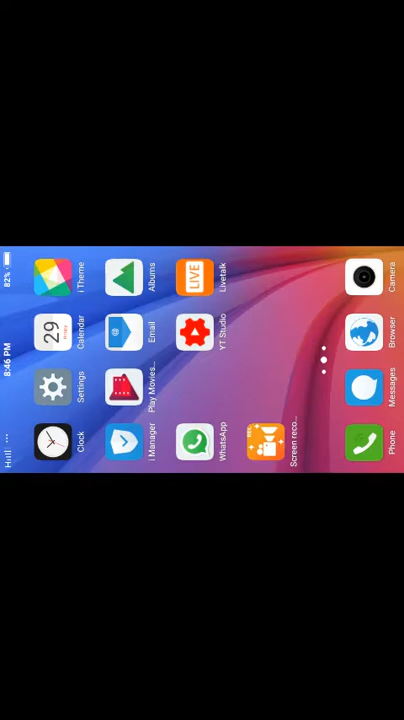 8:46 PM
82%
Clock
Settings
Calendar
29
i Theme
i Manager
Play Movies...
Email
@
Albums
WhatsApp
YT Studio
Livetalk
LIVE
Screen reco...
REC
Phone
Messages
Browser
Camera